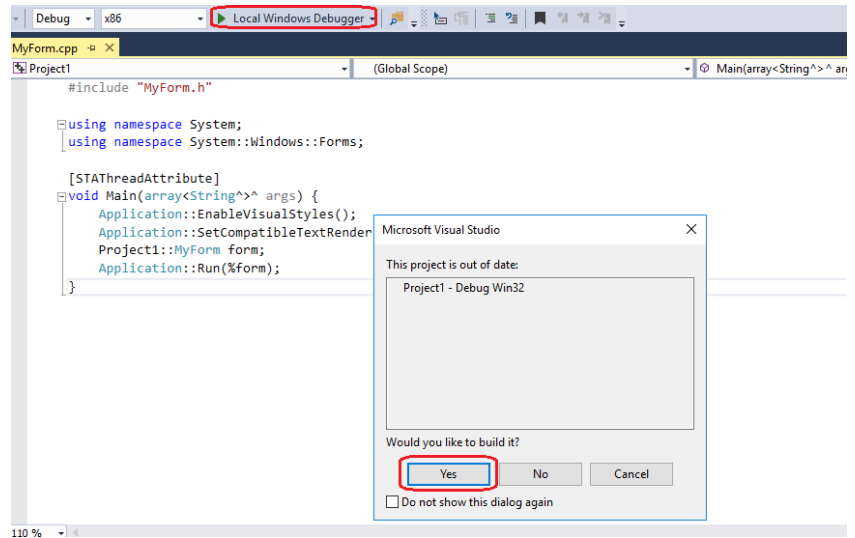 Debug x86 Local Windows Debugger
MyForm.cpp
Project1 (Global Scope) Main(array<String^>^ arg
#include "MyForm.h"
using namespace System;
using namespace System::Windows::Forms;
[STAThreadAttribute]
void Main(array<String^>^ args) {
Application::EnableVisualStyles();
Application::SetCompatibleTextRender
Project1::MyForm form;
Application::Run(%form);
}
Microsoft Visual Studio
This project is out of date:
Project1 - Debug Win32
Would you like to build it?
Yes No Cancel
Do not show this dialog again
110 %